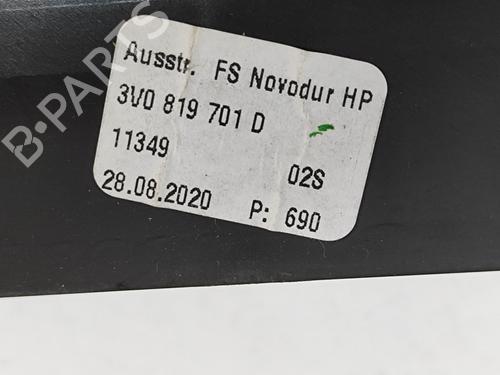 Ausstr. FS Novodur HP
3V0 819 701 D
11349 02S
28.08.2020 P: 690
B-PARTS